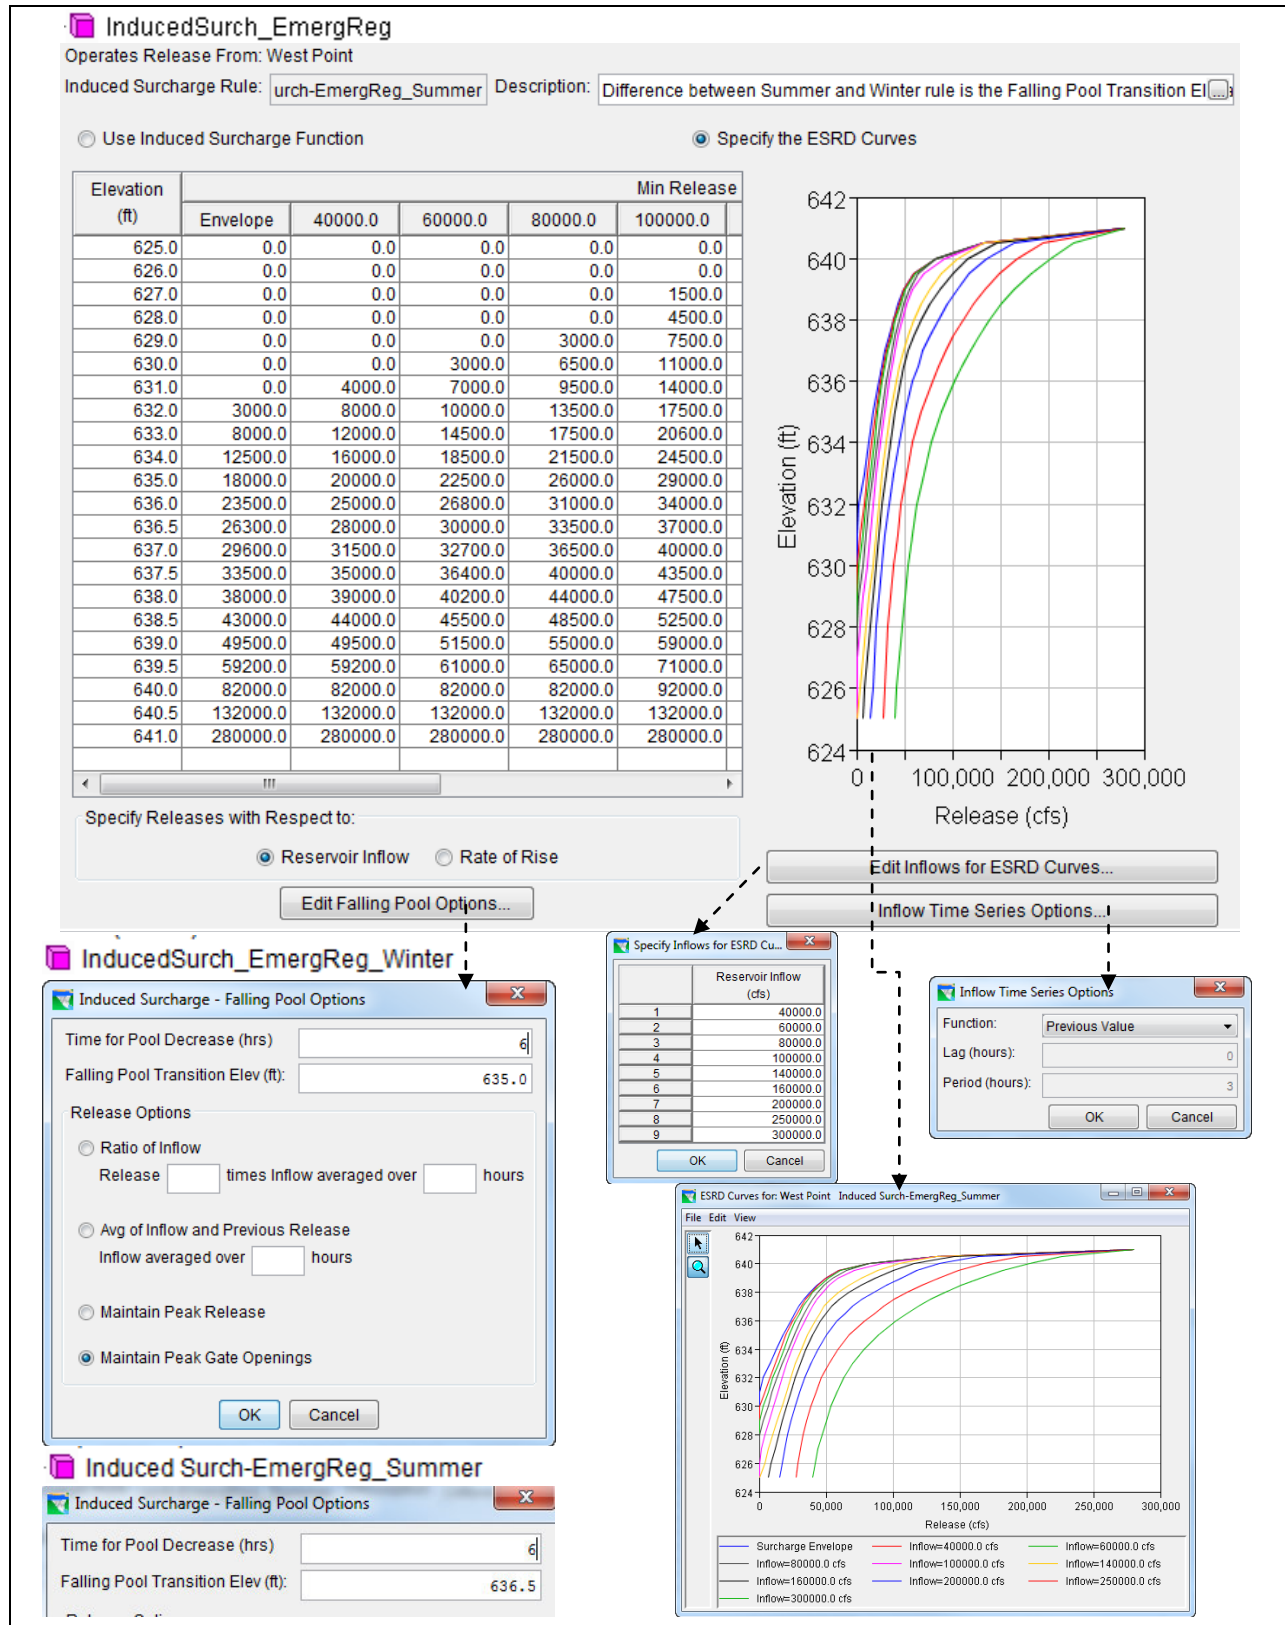 InducedSurch_EmergReg
Operates Release From: West Point
Induced Surcharge Rule: urch-EmergReg_Summer Description: Difference between Summer and Winter rule is the Falling Pool Transition El
Use Induced Surcharge Function Specify the ESRD Curves
Elevation Min Release
(ft) Envelope 40000.0 60000.0 80000.0 100000.0
625.0 0.0 0.0 0.0 0.0 0.0
626.0 0.0 0.0 0.0 0.0 0.0
627.0 0.0 0.0 0.0 0.0 1500.0
628.0 0.0 0.0 0.0 0.0 4500.0
629.0 0.0 0.0 0.0 3000.0 7500.0
630.0 0.0 0.0 3000.0 6500.0 11000.0
631.0 0.0 4000.0 7000.0 9500.0 14000.0
632.0 3000.0 8000.0 10000.0 13500.0 17500.0
633.0 8000.0 12000.0 14500.0 17500.0 20600.0
634.0 12500.0 16000.0 18500.0 21500.0 24500.0
635.0 18000.0 20000.0 22500.0 26000.0 29000.0
636.0 23500.0 25000.0 26800.0 31000.0 34000.0
636.5 26300.0 28000.0 30000.0 33500.0 37000.0
637.0 29600.0 31500.0 32700.0 36500.0 40000.0
637.5 33500.0 35000.0 36400.0 40000.0 43500.0
638.0 38000.0 39000.0 40200.0 44000.0 47500.0
638.5 43000.0 44000.0 45500.0 48500.0 52500.0
639.0 49500.0 49500.0 51500.0 55000.0 59000.0
639.5 59200.0 59200.0 61000.0 65000.0 71000.0
640.0 82000.0 82000.0 82000.0 82000.0 92000.0
640.5 132000.0 132000.0 132000.0 132000.0 132000.0
641.0 280000.0 280000.0 280000.0 280000.0 280000.0
642
640
638
636
634
632
630
628
626
624
Elevation (ft)
0 100,000 200,000 300,000
Release (cfs)
Specify Releases with Respect to:
Reservoir Inflow Rate of Rise
Edit Falling Pool Options...
Edit Inflows for ESRD Curves...
Inflow Time Series Options...
InducedSurch_EmergReg_Winter
Induced Surcharge - Falling Pool Options
Time for Pool Decrease (hrs) 6
Falling Pool Transition Elev (ft): 635.0
Release Options
Ratio of Inflow
Release times Inflow averaged over hours
Avg of Inflow and Previous Release
Inflow averaged over hours
Maintain Peak Release
Maintain Peak Gate Openings
OK Cancel
Induced Surch-EmergReg_Summer
Induced Surcharge - Falling Pool Options
Time for Pool Decrease (hrs) 6
Falling Pool Transition Elev (ft): 636.5
Specify Inflows for ESRD Cu...
Reservoir Inflow
(cfs)
1 40000.0
2 60000.0
3 80000.0
4 100000.0
5 140000.0
6 160000.0
7 200000.0
8 250000.0
9 300000.0
OK Cancel
Inflow Time Series Options
Function: Previous Value
Lag (hours): 0
Period (hours): 3
OK Cancel
ESRD Curves for: West Point Induced Surch-EmergReg_Summer
File Edit View
642
640
638
636
634
632
630
628
626
624
Elevation (ft)
0 50,000 100,000 150,000 200,000 250,000 300,000
Release (cfs)
Surcharge Envelope Inflow=40000.0 cfs Inflow=60000.0 cfs
Inflow=80000.0 cfs Inflow=100000.0 cfs Inflow=140000.0 cfs
Inflow=160000.0 cfs Inflow=200000.0 cfs Inflow=250000.0 cfs
Inflow=300000.0 cfs